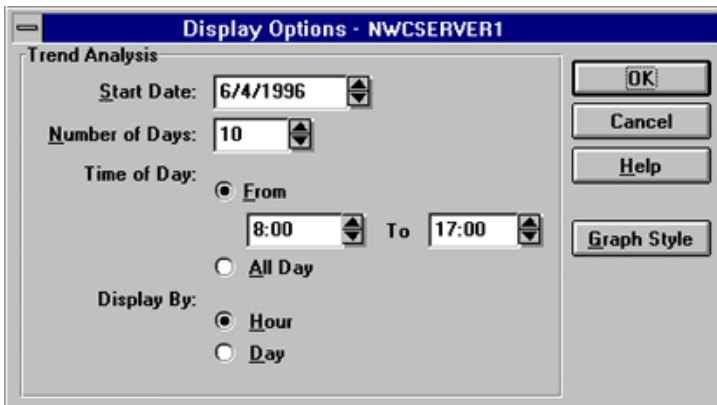 Display Options - NWCSERVER1
Trend Analysis
Start Date: 6/4/1996
Number of Days: 10
Time of Day:
From
8:00 To 17:00
All Day
Display By:
Hour
Day
OK
Cancel
Help
Graph Style